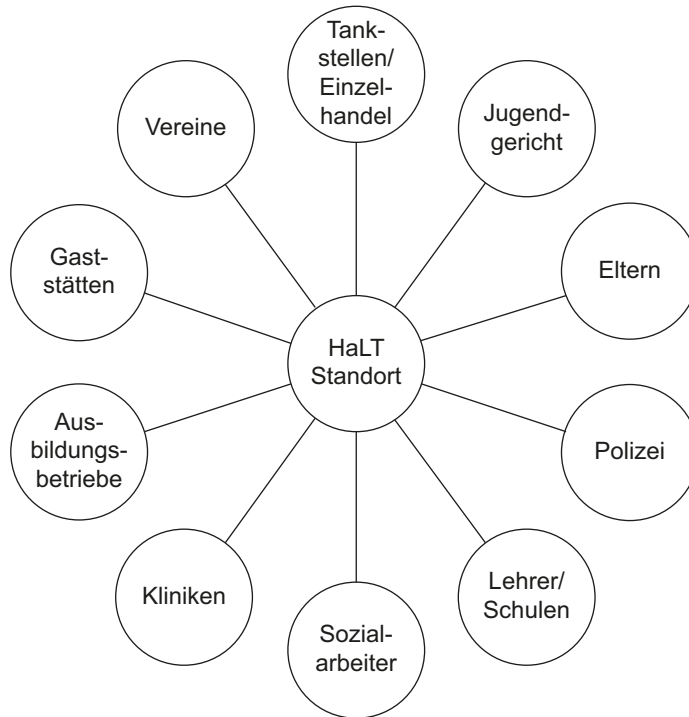 Tank-
stellen/
Einzel-
handel
Jugend-
gericht
Eltern
Polizei
Lehrer/
Schulen
Sozial-
arbeiter
Kliniken
Aus-
bildungs-
betriebe
Gast-
stätten
Vereine
HaLT
Standort